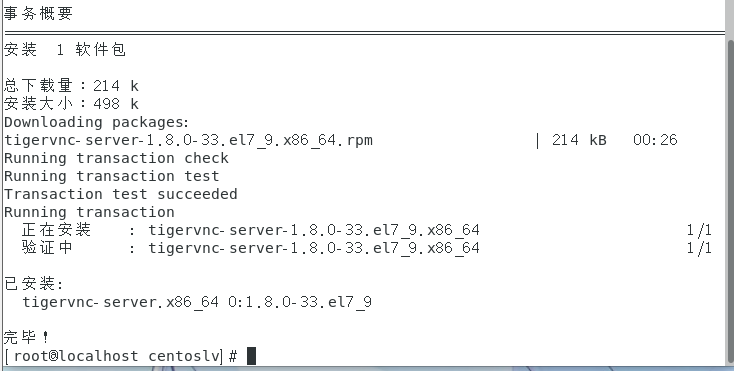 事务概要
安装  1 软件包
总下载量：214 k
安装大小：498 k
Downloading packages:
tigervnc-server-1.8.0-33.el7_9.x86_64.rpm | 214 kB 00:26
Running transaction check
Running transaction test
Transaction test succeeded
Running transaction
正在安装 : tigervnc-server-1.8.0-33.el7_9.x86_64 1/1
验证中 : tigervnc-server-1.8.0-33.el7_9.x86_64 1/1
已安装:
tigervnc-server.x86_64 0:1.8.0-33.el7_9
完毕！
[root@localhost centoslv]#